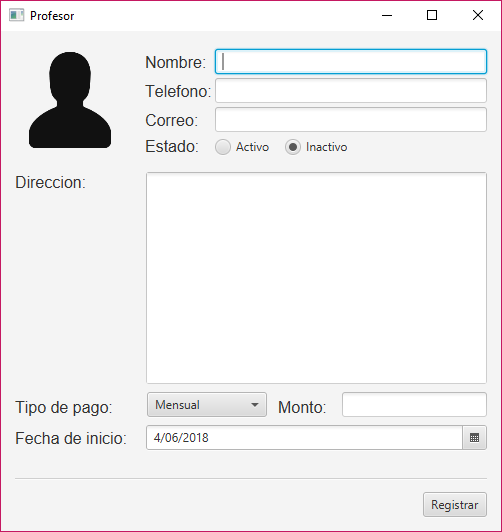 Profesor
Nombre:
Telefono:
Correo:
Estado: Activo Inactivo
Direccion:
Tipo de pago: Mensual Monto:
Fecha de inicio: 4/06/2018
Registrar